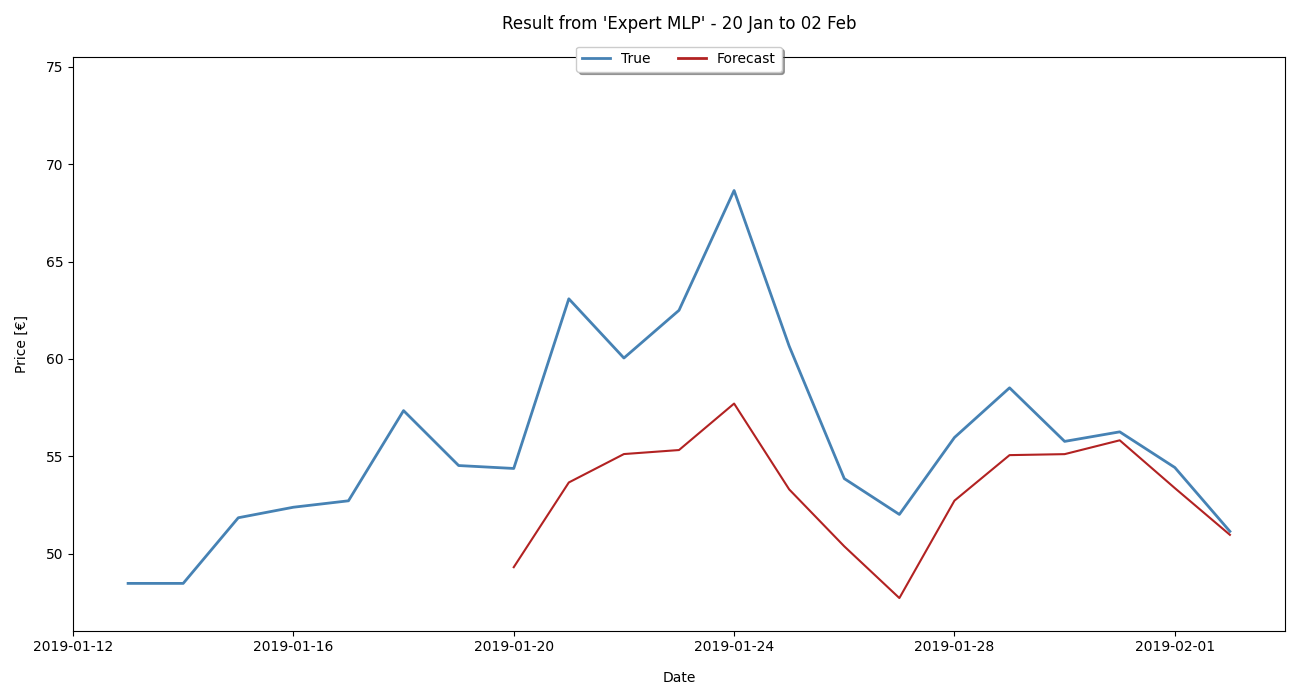 Result from 'Expert MLP' - 20 Jan to 02 Feb
True Forecast
75
70
65
60
55
50
Price [€]
2019-01-12 2019-01-16 2019-01-20 2019-01-24 2019-01-28 2019-02-01
Date